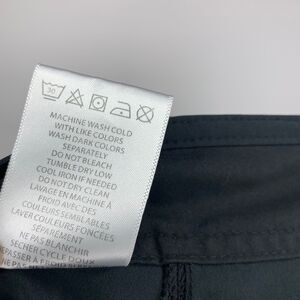 30
MACHINE WASH COLD
WITH LIKE COLORS
WASH DARK COLORS
SEPARATELY
DO NOT BLEACH
TUMBLE DRY LOW
COOL IRON IF NEEDED
DO NOT DRY CLEAN
LAVAGE EN MACHINE À
FROID AVEC DES
COULEURS SEMBLABLES
LAVER COULEURS FONCÉES
SÉPARÉMENT
NE PAS BLANCHIR
SECHER CYCLE DOUX